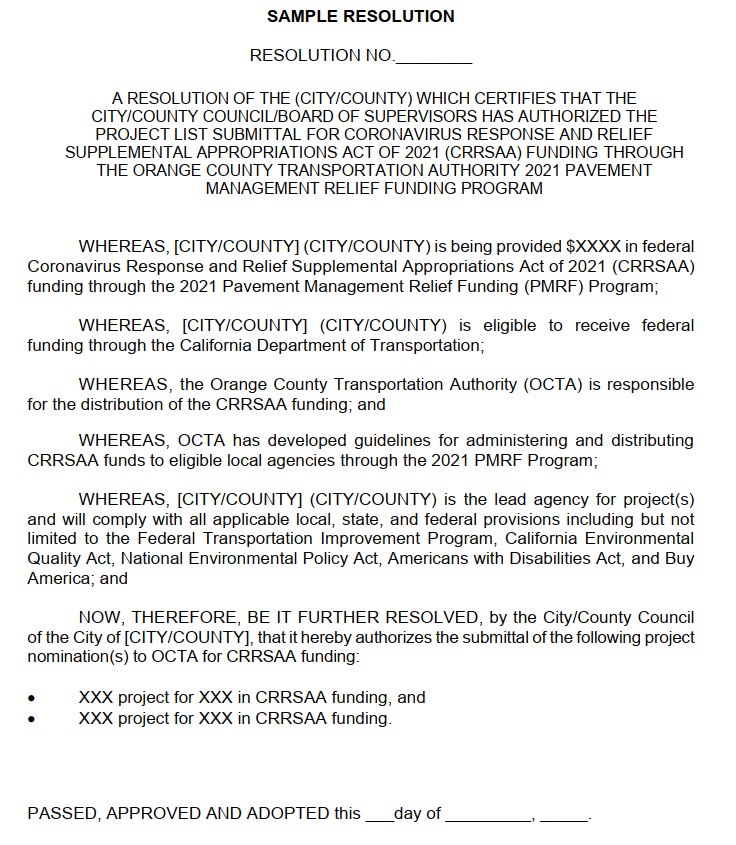 SAMPLE RESOLUTION
RESOLUTION NO.________
A RESOLUTION OF THE (CITY/COUNTY) WHICH CERTIFIES THAT THE
CITY/COUNTY COUNCIL/BOARD OF SUPERVISORS HAS AUTHORIZED THE
PROJECT LIST SUBMITTAL FOR CORONAVIRUS RESPONSE AND RELIEF
SUPPLEMENTAL APPROPRIATIONS ACT OF 2021 (CRRSAA) FUNDING THROUGH
THE ORANGE COUNTY TRANSPORTATION AUTHORITY 2021 PAVEMENT
MANAGEMENT RELIEF FUNDING PROGRAM
WHEREAS, [CITY/COUNTY] (CITY/COUNTY) is being provided $XXXX in federal
Coronavirus Response and Relief Supplemental Appropriations Act of 2021 (CRRSAA)
funding through the 2021 Pavement Management Relief Funding (PMRF) Program;
WHEREAS, [CITY/COUNTY] (CITY/COUNTY) is eligible to receive federal
funding through the California Department of Transportation;
WHEREAS, the Orange County Transportation Authority (OCTA) is responsible
for the distribution of the CRRSAA funding; and
WHEREAS, OCTA has developed guidelines for administering and distributing
CRRSAA funds to eligible local agencies through the 2021 PMRF Program;
WHEREAS, [CITY/COUNTY] (CITY/COUNTY) is the lead agency for project(s)
and will comply with all applicable local, state, and federal provisions including but not
limited to the Federal Transportation Improvement Program, California Environmental
Quality Act, National Environmental Policy Act, Americans with Disabilities Act, and Buy
America; and
NOW, THEREFORE, BE IT FURTHER RESOLVED, by the City/County Council
of the City of [CITY/COUNTY], that it hereby authorizes the submittal of the following project
nomination(s) to OCTA for CRRSAA funding:
• XXX project for XXX in CRRSAA funding, and
• XXX project for XXX in CRRSAA funding.
PASSED, APPROVED AND ADOPTED this ___day of _________, _____.